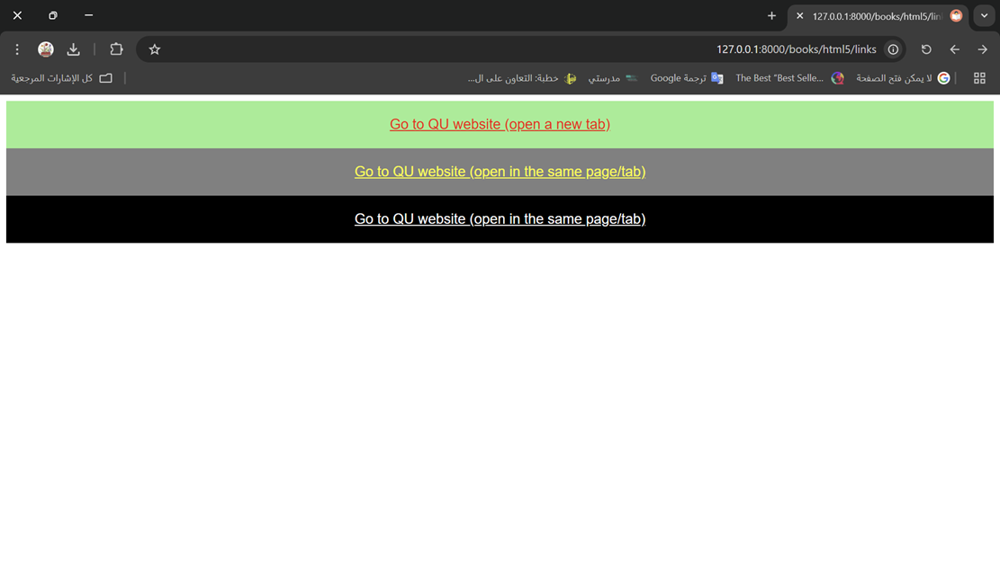 127.0.0.1:8000/books/html5/lin
127.0.0.1:8000/books/html5/links
لا يمكن فتح الصفحة
The Best "Best Selle...
ترجمة Google
مدرستي
خطبة: التعاون على ال...
كل الإشارات المرجعية
Go to QU website (open a new tab)
Go to QU website (open in the same page/tab)
Go to QU website (open in the same page/tab)